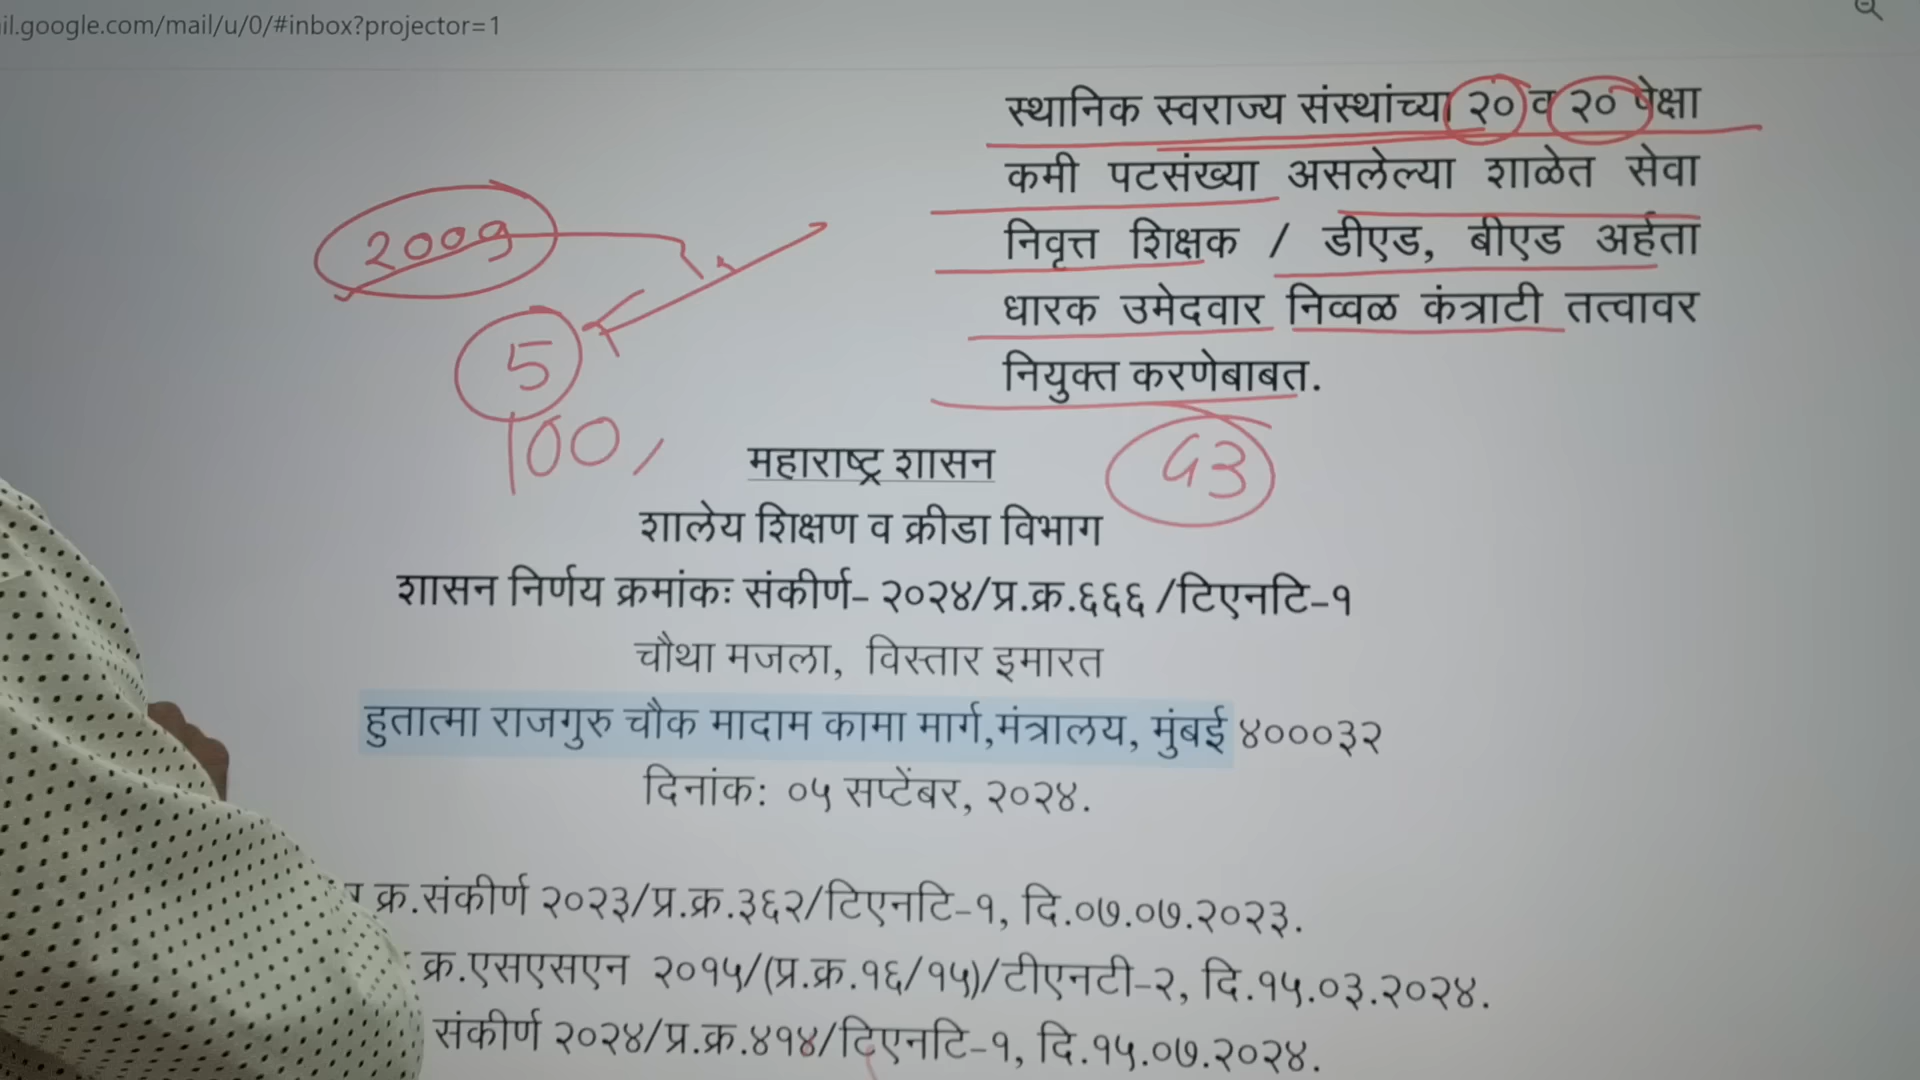 il.google.com/mail/u/0/#inbox?projector=1
स्थानिक स्वराज्य संस्थांच्या २० व २० पेक्षा
कमी पटसंख्या असलेल्या शाळेत सेवा
निवृत्त शिक्षक / डीएड, बीएड अर्हता
धारक उमेदवार निव्वळ कंत्राटी तत्वावर
नियुक्त करणेबाबत.
2009
5
100,
महाराष्ट्र शासन
शालेय शिक्षण व क्रीडा विभाग
शासन निर्णय क्रमांकः संकीर्ण- २०२४/प्र.क्र.६६६ /टिएनटि-१
चौथा मजला, विस्तार इमारत
हुतात्मा राजगुरु चौक मादाम कामा मार्ग,मंत्रालय, मुंबई ४०००३२
दिनांक: ०५ सप्टेंबर, २०२४.
क्र.संकीर्ण २०२३/प्र.क्र.३६२/टिएनटि-१, दि.०७.०७.२०२३.
क्र.एसएसएन २०१५/(प्र.क्र.१६/१५)/टीएनटी-२, दि.१५.०३.२०२४.
संकीर्ण २०२४/प्र.क्र.४१४/टिएनटि-१, दि.१५.०७.२०२४.